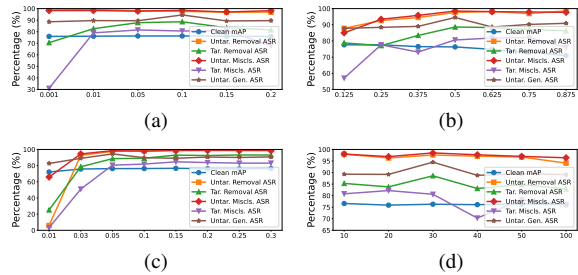 Percentage (%)
100
90
80
70
60
50
40
30
0.001 0.01 0.05 0.1 0.15 0.2
Clean mAP
Untar. Removal ASR
Tar. Removal ASR
Untar. Miscls. ASR
Tar. Miscls. ASR
Untar. Gen. ASR
(a)
Percentage (%)
100
90
80
70
60
50
0.125 0.25 0.375 0.5 0.625 0.75 0.875
Clean mAP
Untar. Removal ASR
Tar. Removal ASR
Untar. Miscls. ASR
Tar. Miscls. ASR
Untar. Gen. ASR
(b)
Percentage (%)
100
80
60
40
20
0
0.01 0.03 0.05 0.1 0.15 0.2 0.25 0.3
Clean mAP
Untar. Removal ASR
Tar. Removal ASR
Untar. Miscls. ASR
Tar. Miscls. ASR
Untar. Gen. ASR
(c)
Percentage (%)
100
95
90
85
80
75
70
65
10 20 30 40 50 100
Clean mAP
Untar. Removal ASR
Tar. Removal ASR
Untar. Miscls. ASR
Tar. Miscls. ASR
Untar. Gen. ASR
(d)